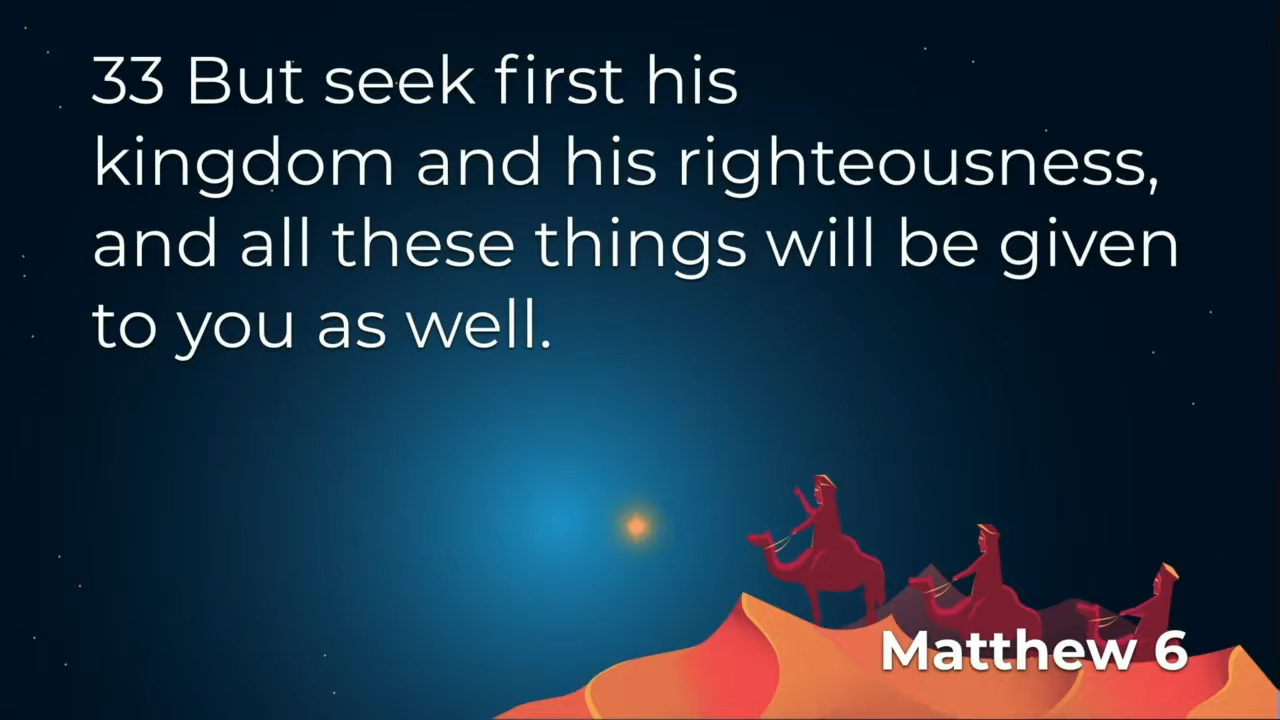 33 But seek first his
kingdom and his righteousness,
and all these things will be given
to you as well.
Matthew 6